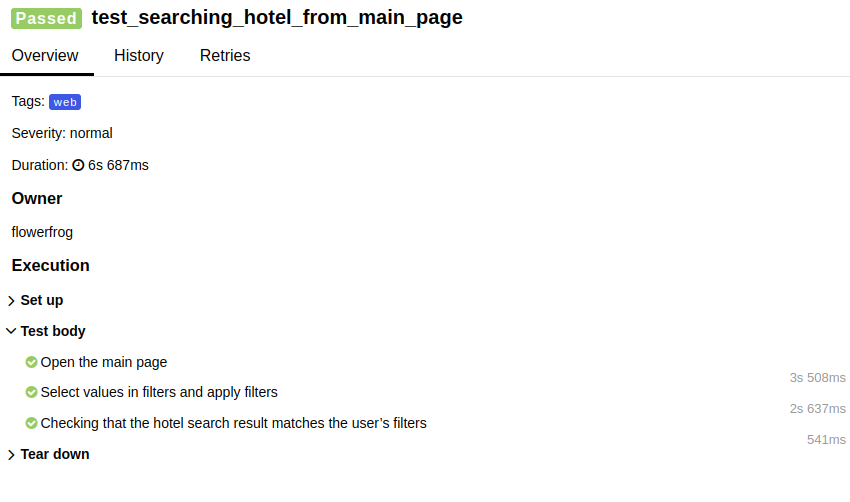 Passed test_searching_hotel_from_main_page
Overview History Retries
Tags: web
Severity: normal
Duration: 6s 687ms
Owner
flowerfrog
Execution
Set up
Test body
Open the main page
3s 508ms
Select values in filters and apply filters
2s 637ms
Checking that the hotel search result matches the user’s filters
541ms
Tear down